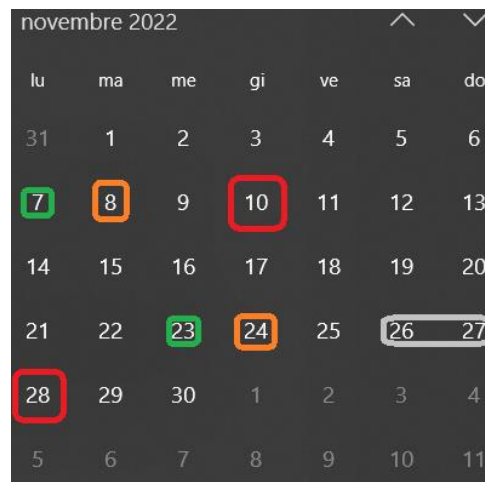 novembre 2022
lu ma me gi ve sa do
31 1 2 3 4 5 6
7 8 9 10 11 12 13
14 15 16 17 18 19 20
21 22 23 24 25 26 27
28 29 30 1 2 3 4
5 6 7 8 9 10 11